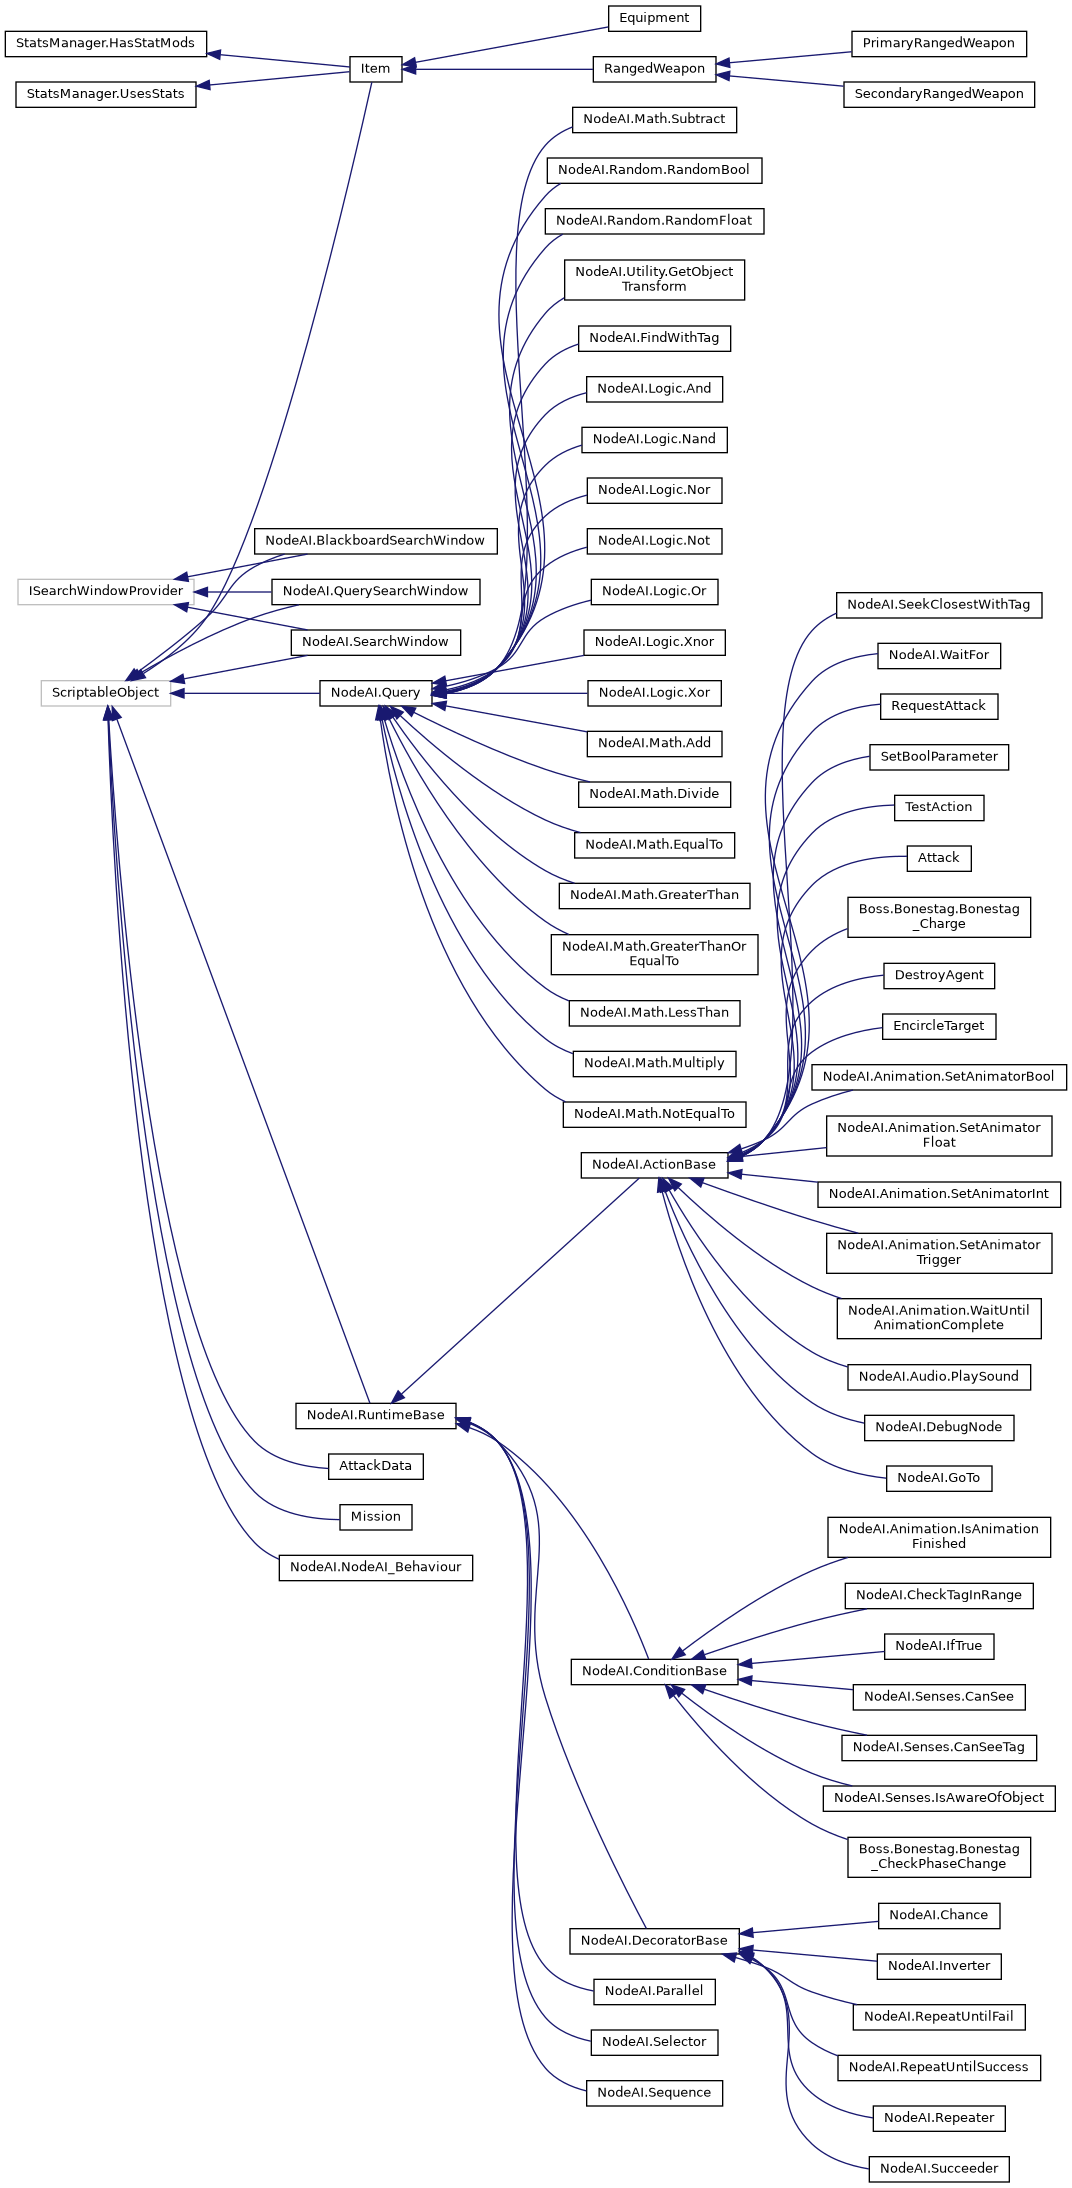 Equipment
StatsManager.HasStatMods
PrimaryRangedWeapon
Item
RangedWeapon
StatsManager.UsesStats
SecondaryRangedWeapon
NodeAI.Math.Subtract
NodeAI.Random.RandomBool
NodeAI.Random.RandomFloat
NodeAI.Utility.GetObject
Transform
NodeAI.FindWithTag
NodeAI.Logic.And
NodeAI.Logic.Nand
NodeAI.Logic.Nor
NodeAI.BlackboardSearchWindow
NodeAI.Logic.Not
ISearchWindowProvider
NodeAI.QuerySearchWindow
NodeAI.Logic.Or
NodeAI.SearchWindow
NodeAI.Logic.Xnor
ScriptableObject
NodeAI.Query
NodeAI.Logic.Xor
NodeAI.Math.Add
NodeAI.Math.Divide
NodeAI.Math.EqualTo
NodeAI.Math.GreaterThan
NodeAI.Math.GreaterThanOr
EqualTo
NodeAI.Math.LessThan
NodeAI.Math.Multiply
NodeAI.Math.NotEqualTo
NodeAI.SeekClosestWithTag
NodeAI.WaitFor
RequestAttack
SetBoolParameter
TestAction
Attack
Boss.Bonestag.Bonestag
_Charge
DestroyAgent
EncircleTarget
NodeAI.Animation.SetAnimatorBool
NodeAI.Animation.SetAnimator
Float
NodeAI.ActionBase
NodeAI.Animation.SetAnimatorInt
NodeAI.Animation.SetAnimator
Trigger
NodeAI.Animation.WaitUntil
AnimationComplete
NodeAI.Audio.PlaySound
NodeAI.DebugNode
NodeAI.GoTo
NodeAI.RuntimeBase
AttackData
Mission
NodeAI.NodeAI_Behaviour
NodeAI.Animation.IsAnimation
Finished
NodeAI.CheckTagInRange
NodeAI.IfTrue
NodeAI.ConditionBase
NodeAI.Senses.CanSee
NodeAI.Senses.CanSeeTag
NodeAI.Senses.IsAwareOfObject
Boss.Bonestag.Bonestag
_CheckPhaseChange
NodeAI.Chance
NodeAI.DecoratorBase
NodeAI.Inverter
NodeAI.Parallel
NodeAI.RepeatUntilFail
NodeAI.Selector
NodeAI.RepeatUntilSuccess
NodeAI.Sequence
NodeAI.Repeater
NodeAI.Succeeder